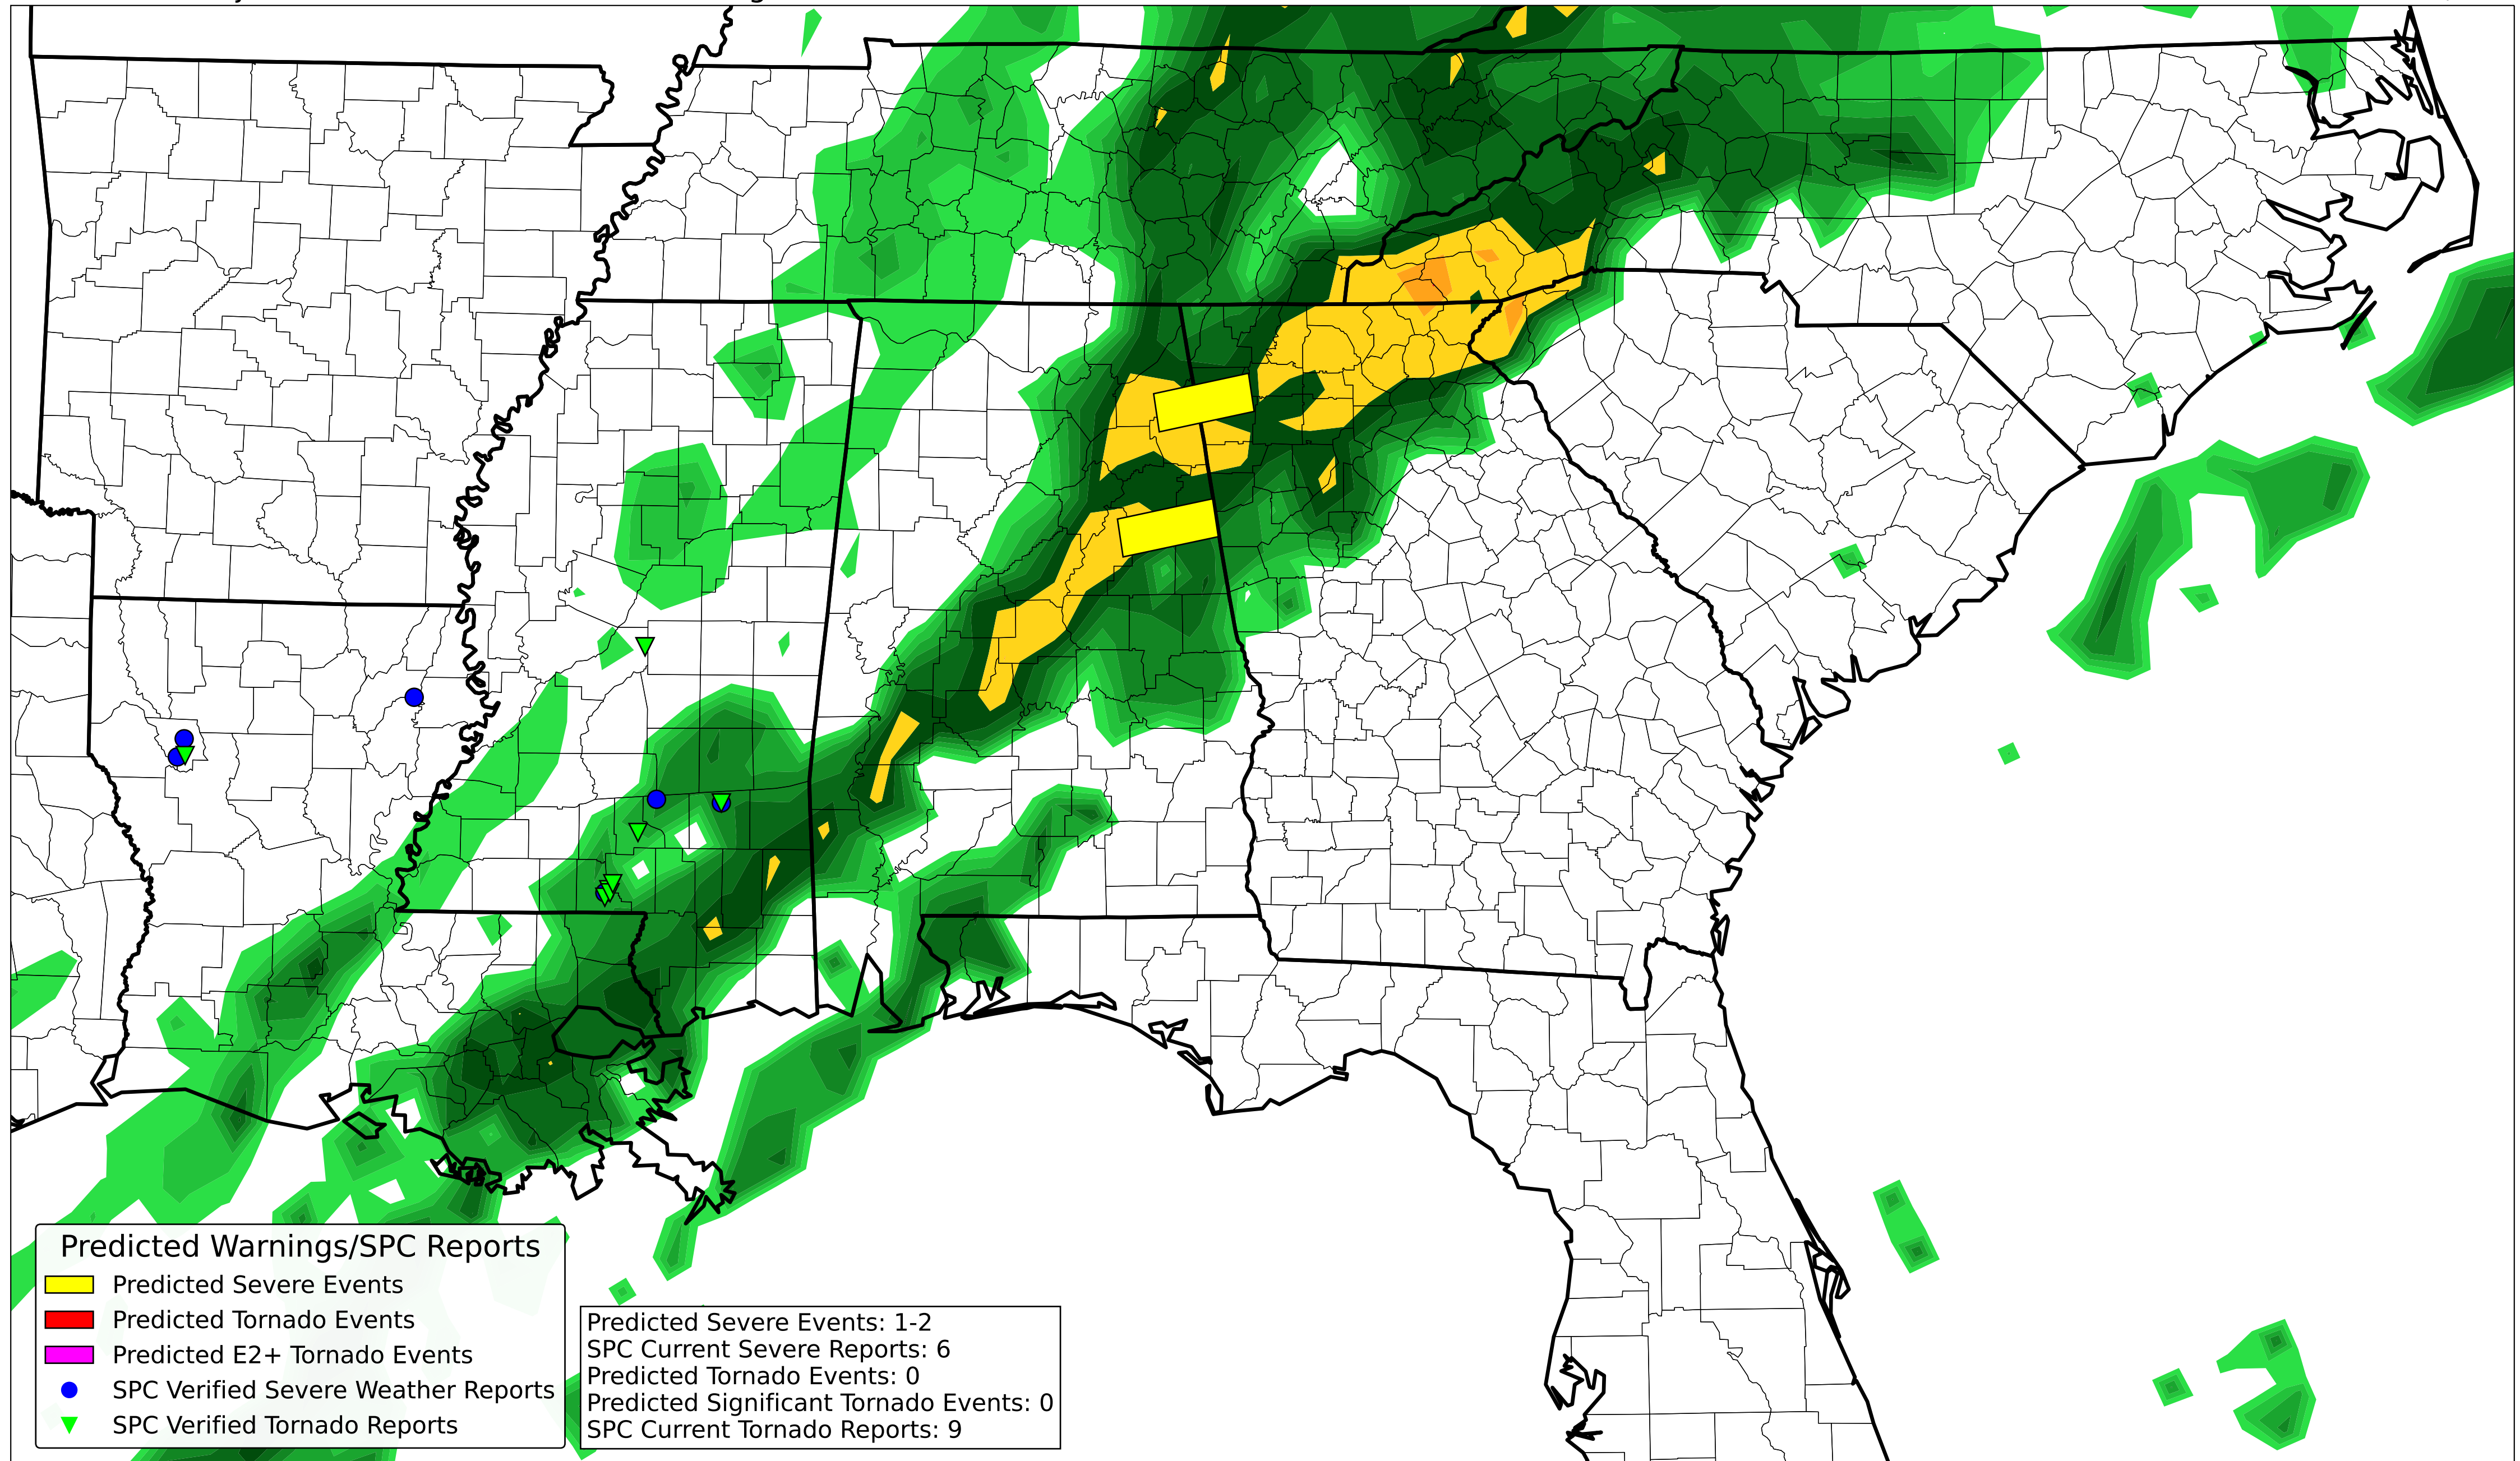 Predicted Warnings/SPC Reports
Predicted Severe Events
Predicted Tornado Events
Predicted E2+ Tornado Events
SPC Verified Severe Weather Reports
SPC Verified Tornado Reports
Predicted Severe Events: 1-2
SPC Current Severe Reports: 6
Predicted Tornado Events: 0
Predicted Significant Tornado Events: 0
SPC Current Tornado Reports: 9